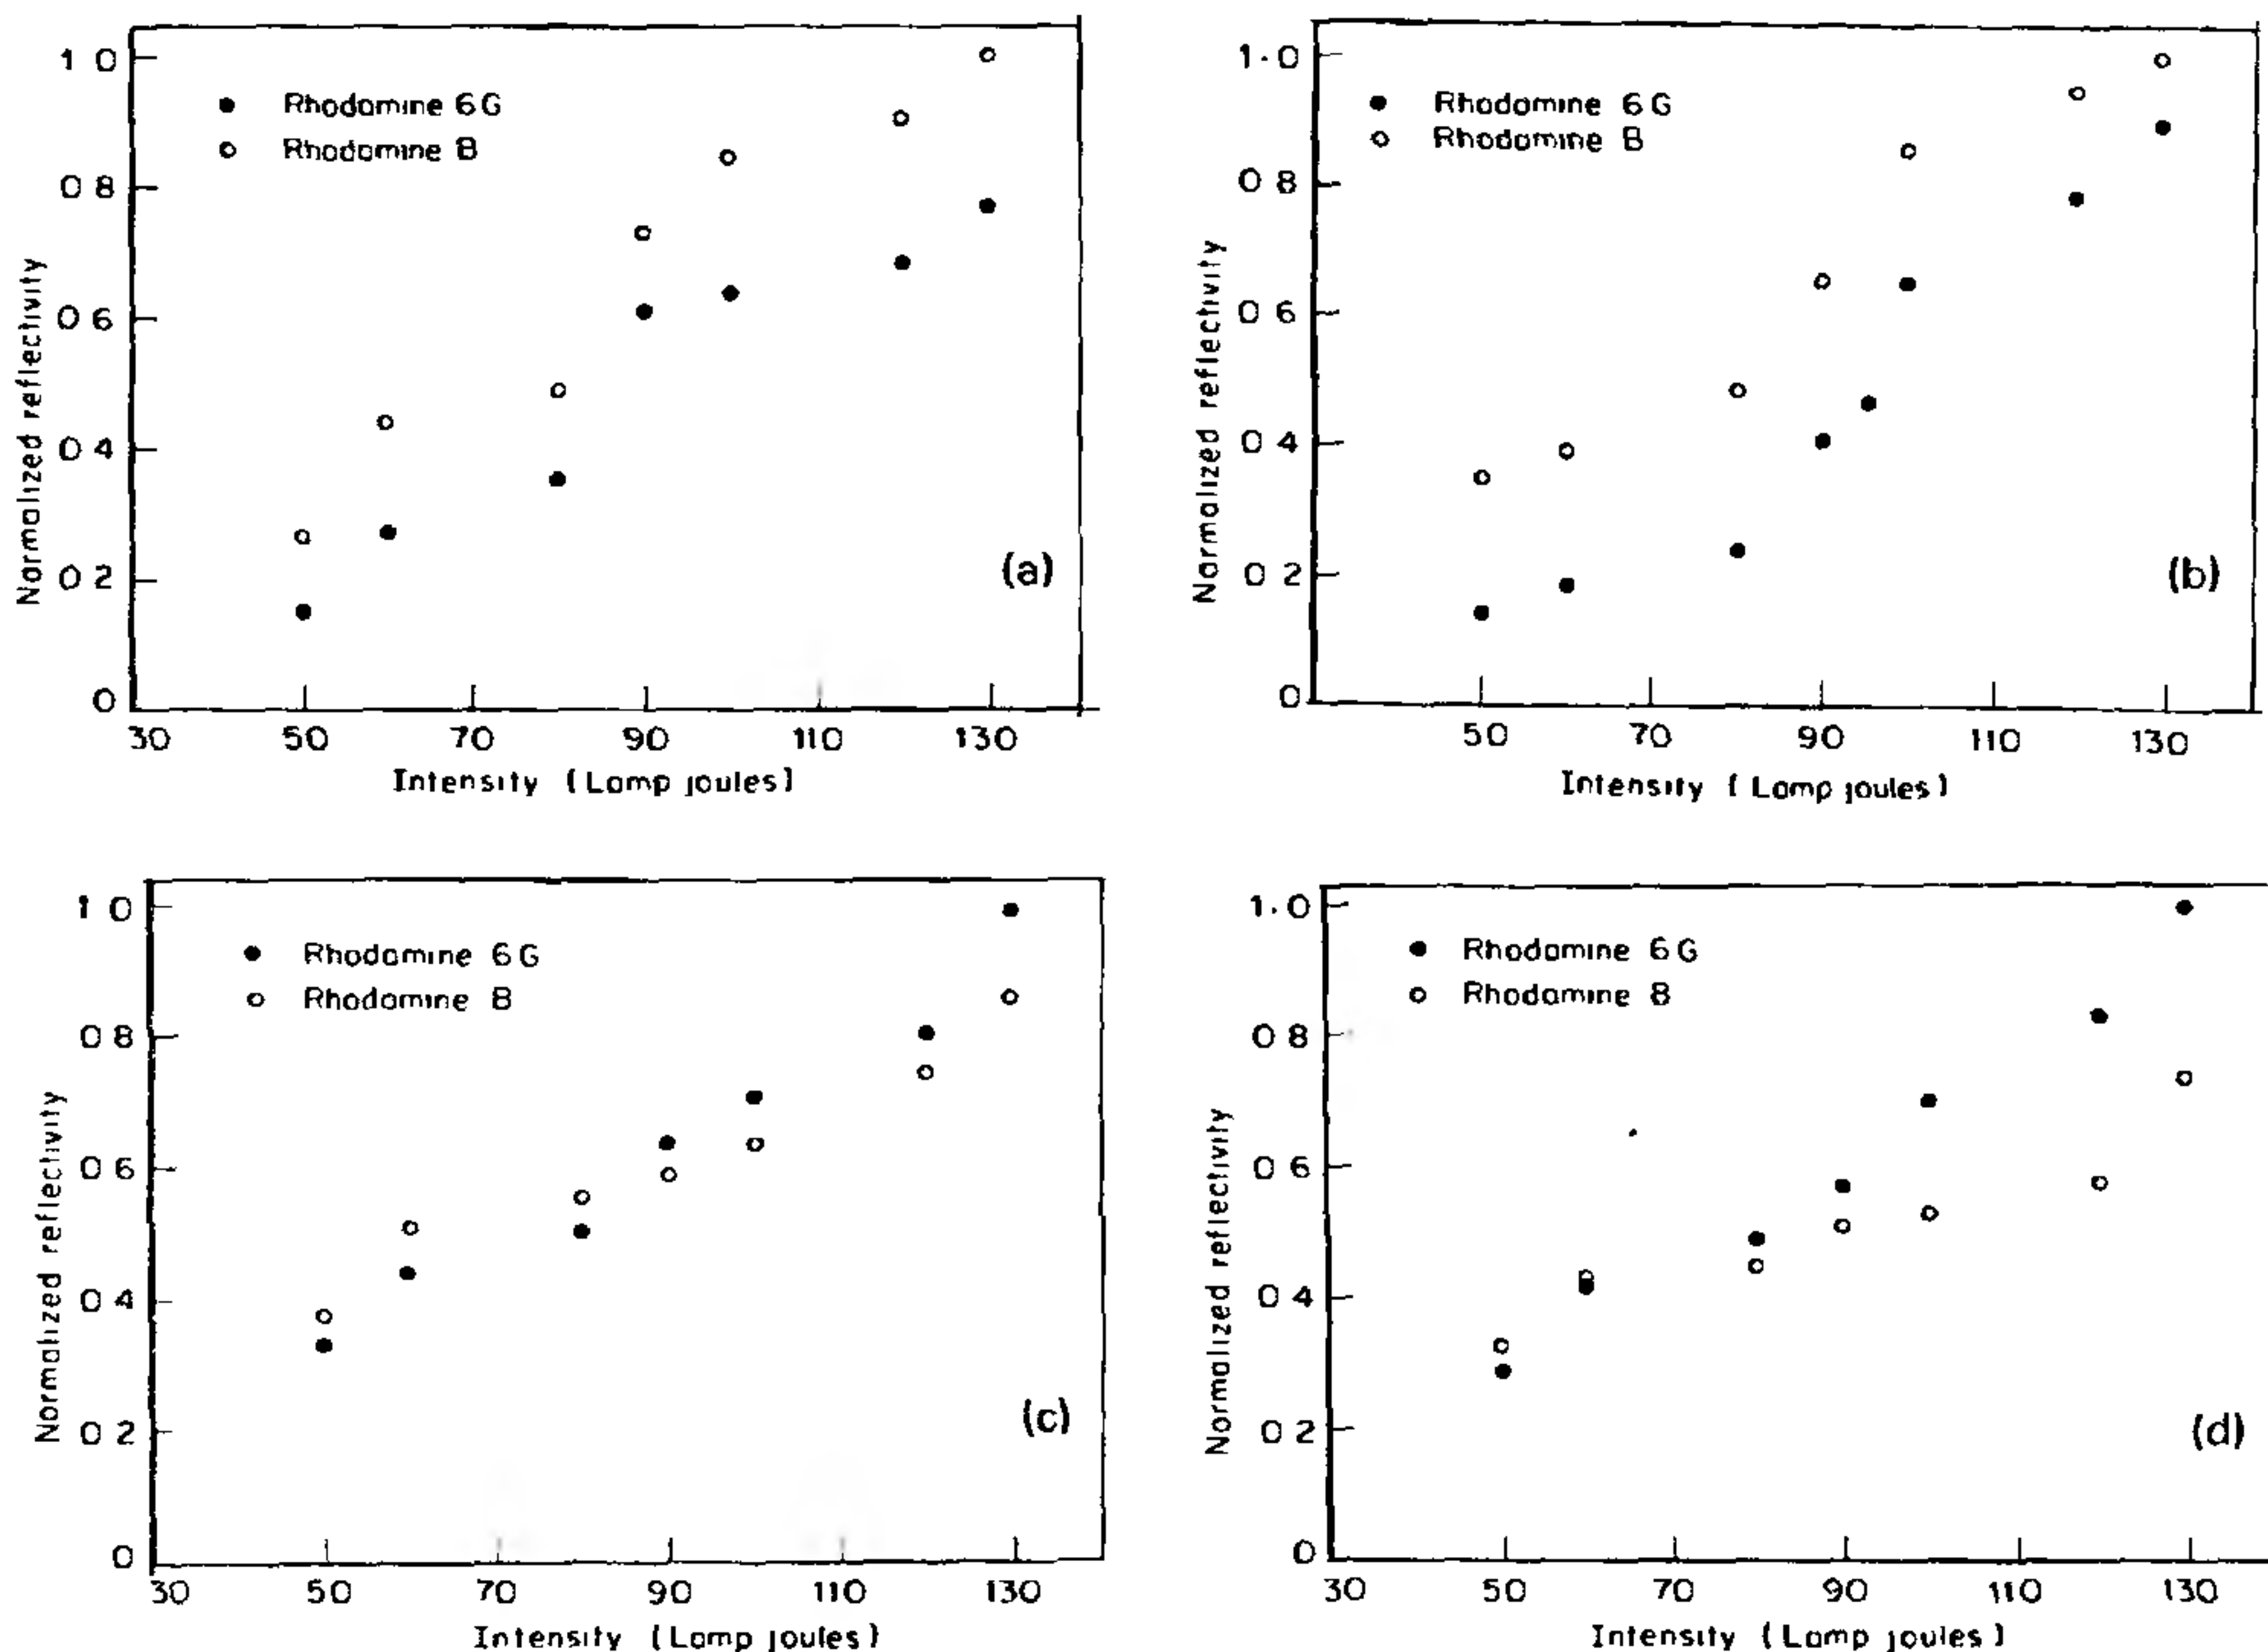 1.0
0.8
0.6
0.4
0.2
0
Normalized reflectivity
● Rhodamine 6G
○ Rhodamine B
(a)
30 50 70 90 110 130
Intensity (Lamp joules)
1.0
0.8
0.6
0.4
0.2
0
Normalized reflectivity
● Rhodamine 6G
○ Rhodamine B
(b)
50 70 90 110 130
Intensity (Lamp joules)
1.0
0.8
0.6
0.4
0.2
0
Normalized reflectivity
● Rhodamine 6G
○ Rhodamine B
(c)
30 50 70 90 110 130
Intensity (Lamp joules)
1.0
0.8
0.6
0.4
0.2
0
Normalized reflectivity
● Rhodamine 6G
○ Rhodamine B
(d)
30 50 70 90 110 130
Intensity (Lamp joules)